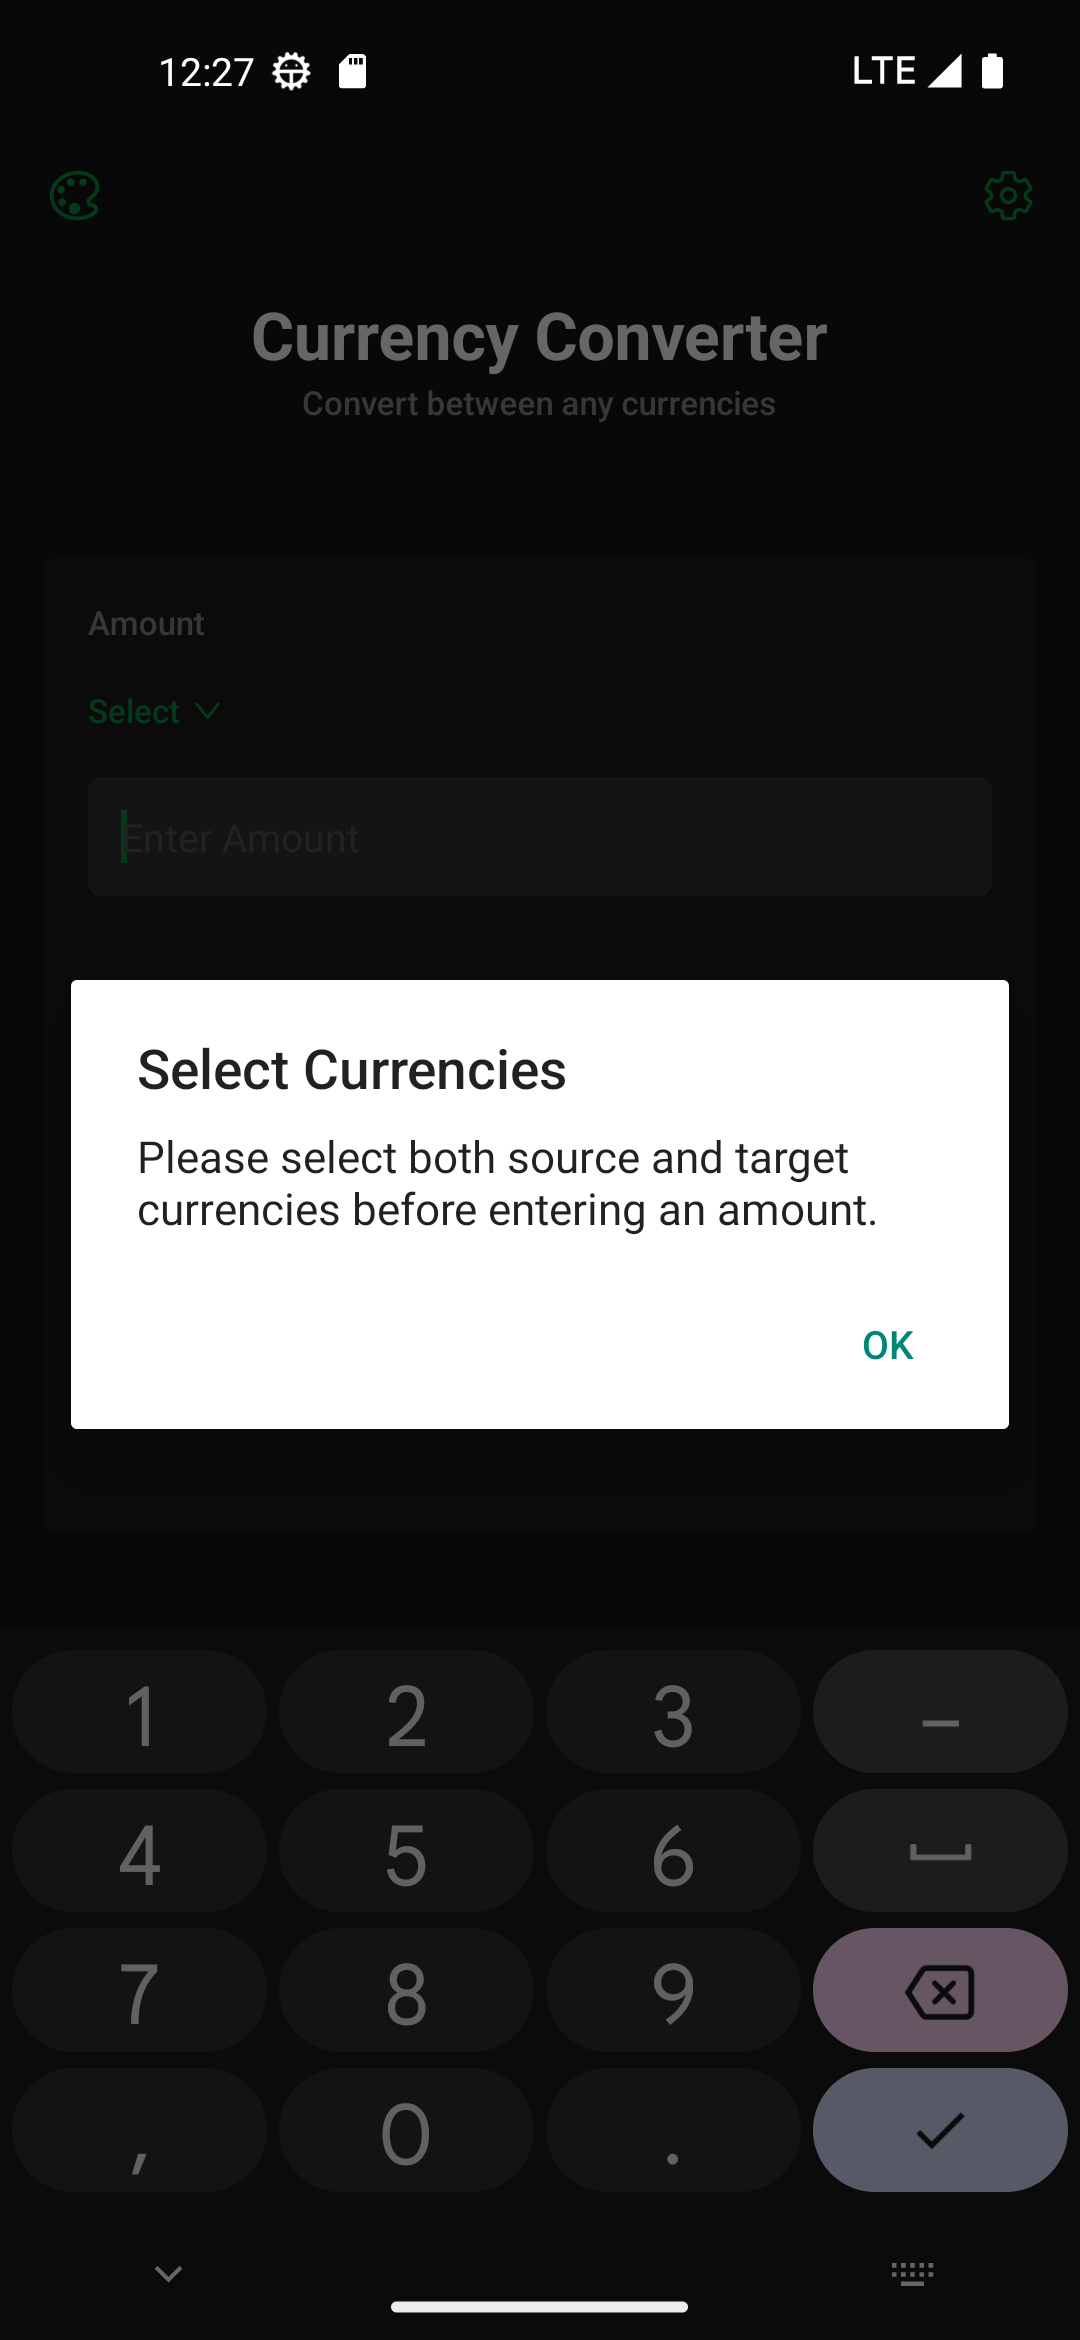 12:27
LTE
Currency Converter
Convert between any currencies
Amount
Select
Enter Amount
Select Currencies
Please select both source and target
currencies before entering an amount.
OK
1 2 3 –
4 5 6
7 8 9
, 0 .